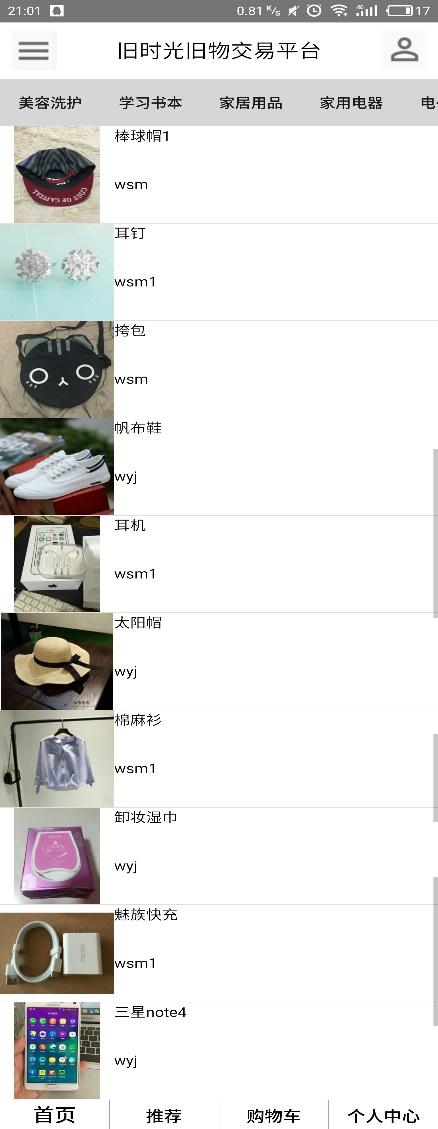 21:01 0.81 K/s 4G 17
旧时光旧物交易平台
美容洗护 学习书本 家居用品 家用电器
棒球帽1
wsm
耳钉
wsm1
挎包
wsm
帆布鞋
wyj
耳机
wsm1
太阳帽
wyj
棉麻衫
wsm1
卸妆湿巾
wyj
魅族快充
wsm1
三星note4
wyj
首页 推荐 购物车 个人中心